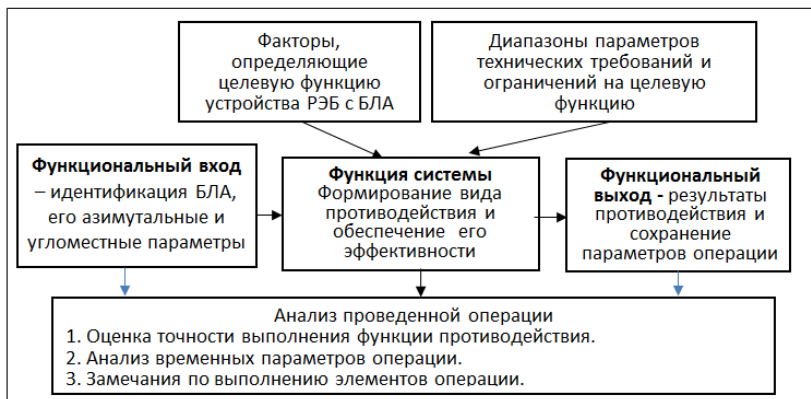 Факторы,
определяющие
целевую функцию
устройства РЭБ с БЛА
Диапазоны параметров
технических требований и
ограничений на целевую
функцию
Функциональный вход
– идентификация БЛА,
его азимутальные и
угломестные параметры
Функция системы
Формирование вида
противодействия и
обеспечение его
эффективности
Функциональный
выход - результаты
противодействия и
сохранение
параметров операции
Анализ проведенной операции
1. Оценка точности выполнения функции противодействия.
2. Анализ временных параметров операции.
3. Замечания по выполнению элементов операции.